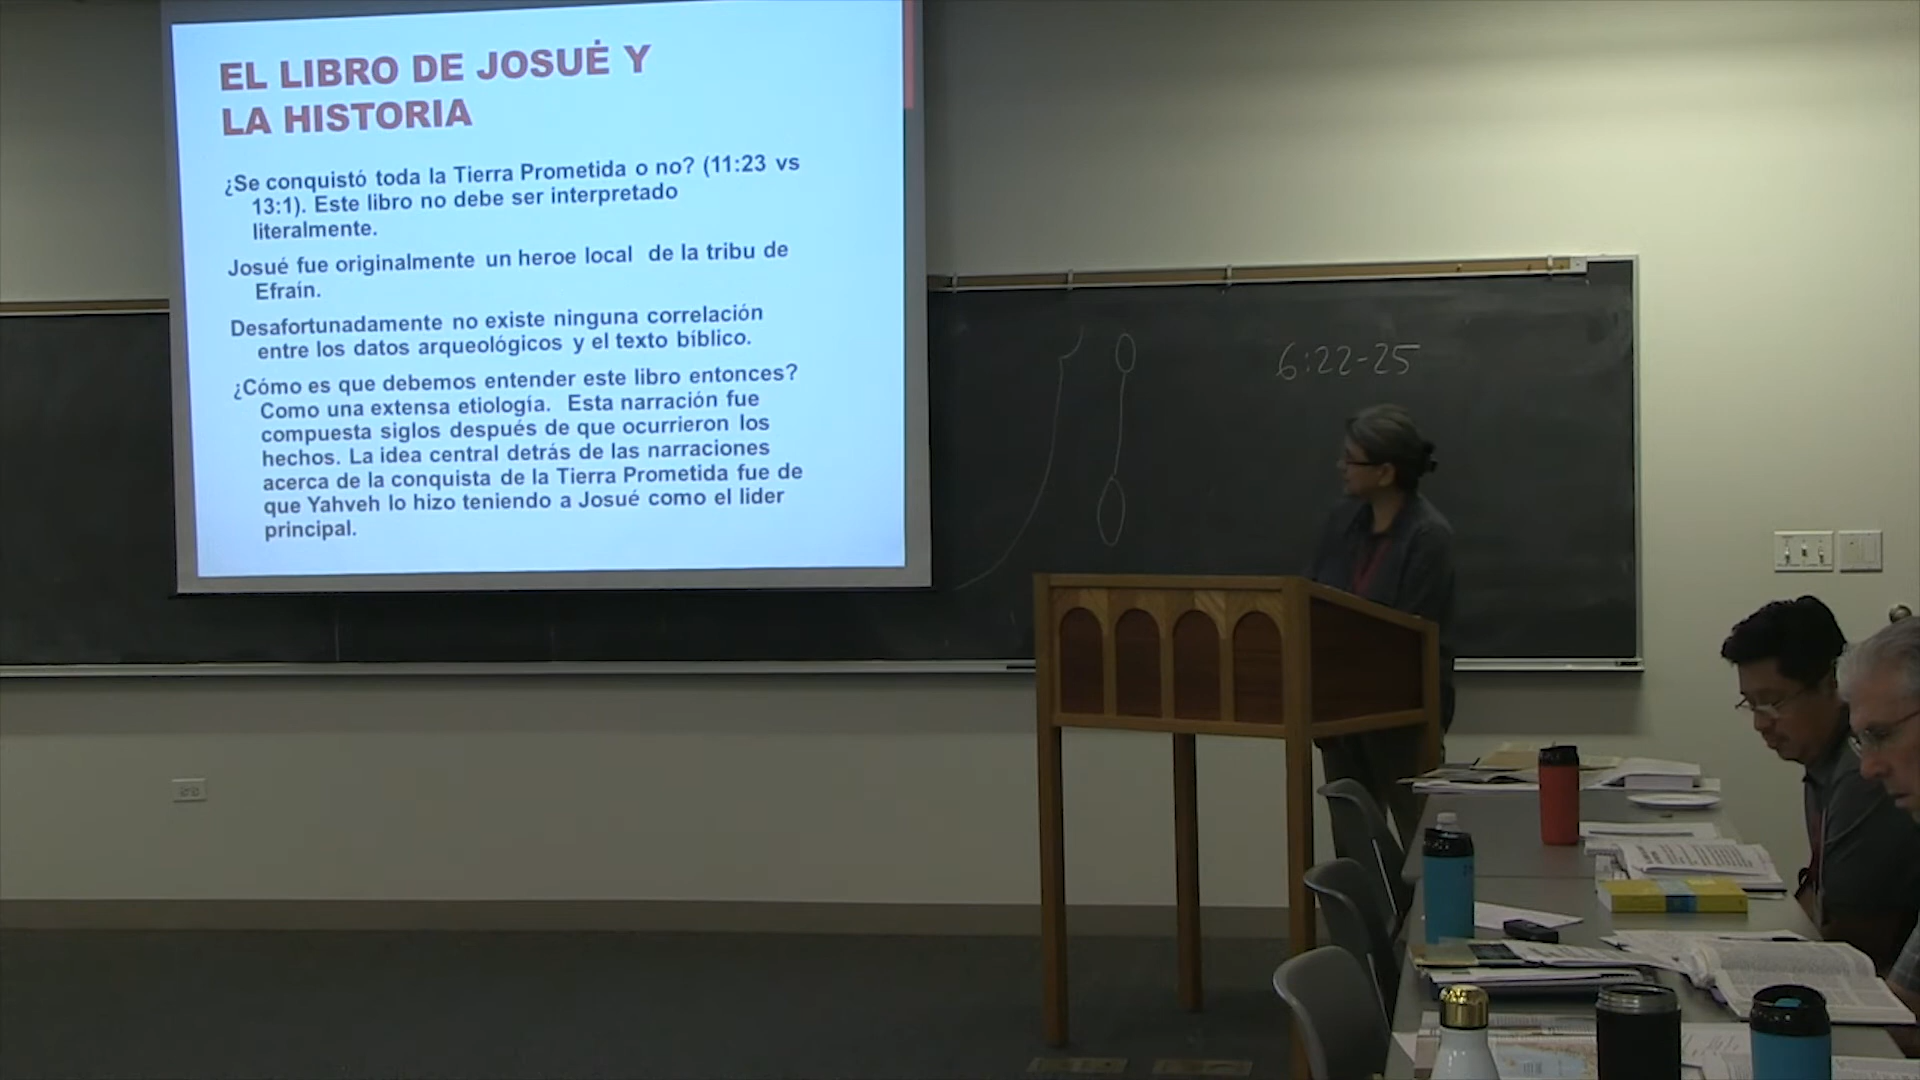 EL LIBRO DE JOSUÉ Y
LA HISTORIA
¿Se conquistó toda la Tierra Prometida o no? (11:23 vs
13:1). Este libro no debe ser interpretado
literalmente.
Josué fue originalmente un heroe local de la tribu de
Efraín.
Desafortunadamente no existe ninguna correlación
entre los datos arqueológicos y el texto bíblico.
¿Cómo es que debemos entender este libro entonces?
Como una extensa etiología. Esta narración fue
compuesta siglos después de que ocurrieron los
hechos. La idea central detrás de las narraciones
acerca de la conquista de la Tierra Prometida fue de
que Yahveh lo hizo teniendo a Josué como el lider
principal.
6:22-25